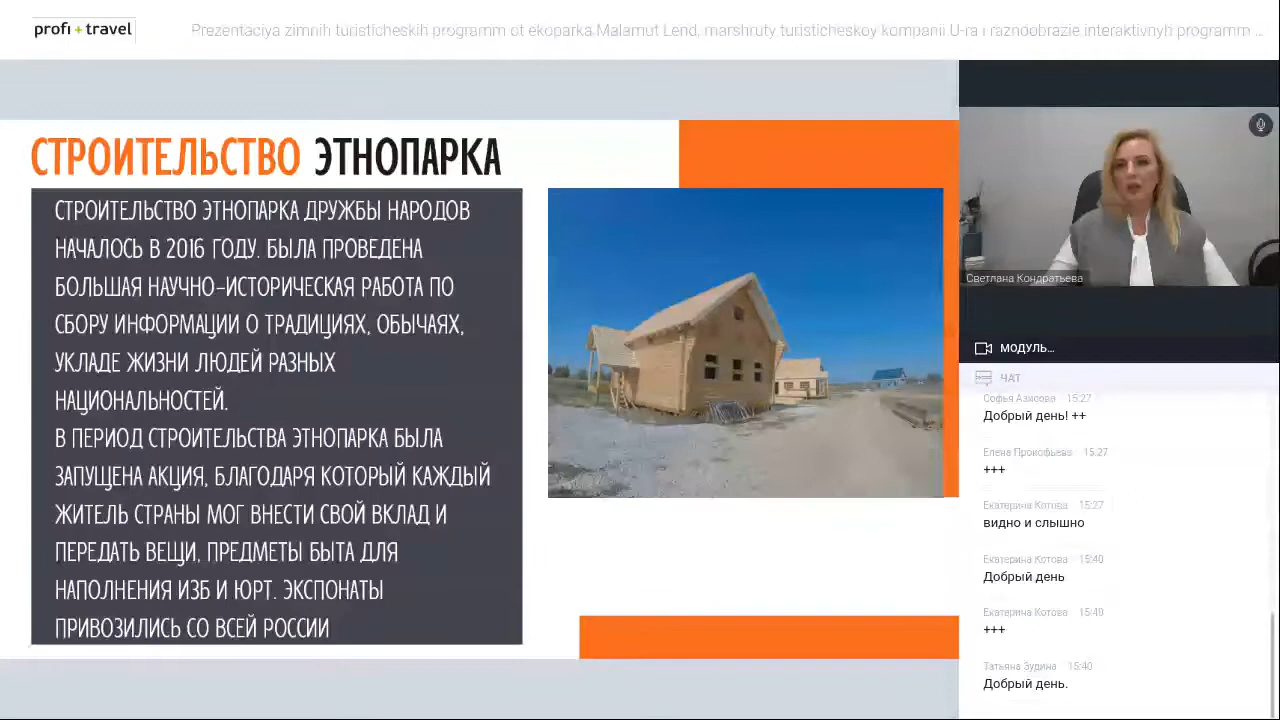 profi + travel
Prezentaciya zimnih turisticheskih programm ot ekoparka Malamut Lend, marshruty turisticheskoy kompanii U-ra i raznoobrazie interaktivnyh programm ...
СТРОИТЕЛЬСТВО ЭТНОПАРКА
СТРОИТЕЛЬСТВО ЭТНОПАРКА ДРУЖБЫ НАРОДОВ
НАЧАЛОСЬ В 2016 ГОДУ. БЫЛА ПРОВЕДЕНА
БОЛЬШАЯ НАУЧНО-ИСТОРИЧЕСКАЯ РАБОТА ПО
СБОРУ ИНФОРМАЦИИ О ТРАДИЦИЯХ, ОБЫЧАЯХ,
УКЛАДЕ ЖИЗНИ ЛЮДЕЙ РАЗНЫХ
НАЦИОНАЛЬНОСТЕЙ.
В ПЕРИОД СТРОИТЕЛЬСТВА ЭТНОПАРКА БЫЛА
ЗАПУЩЕНА АКЦИЯ, БЛАГОДАРЯ КОТОРЫЙ КАЖДЫЙ
ЖИТЕЛЬ СТРАНЫ МОГ ВНЕСТИ СВОЙ ВКЛАД И
ПЕРЕДАТЬ ВЕЩИ, ПРЕДМЕТЫ БЫТА ДЛЯ
НАПОЛНЕНИЯ ИЗБ И ЮРТ. ЭКСПОНАТЫ
ПРИВОЗИЛИСЬ СО ВСЕЙ РОССИИ
Светлана Кондратьева
МОДУЛЬ...
ЧАТ
Софья Азисова 15:27
Добрый день! ++
Елена Прокофьева 15:27
+++
Екатерина Котова 15:27
видно и слышно
Екатерина Котова 15:40
Добрый день
Екатерина Котова 15:40
+++
Татьяна Зудина 15:40
Добрый день.